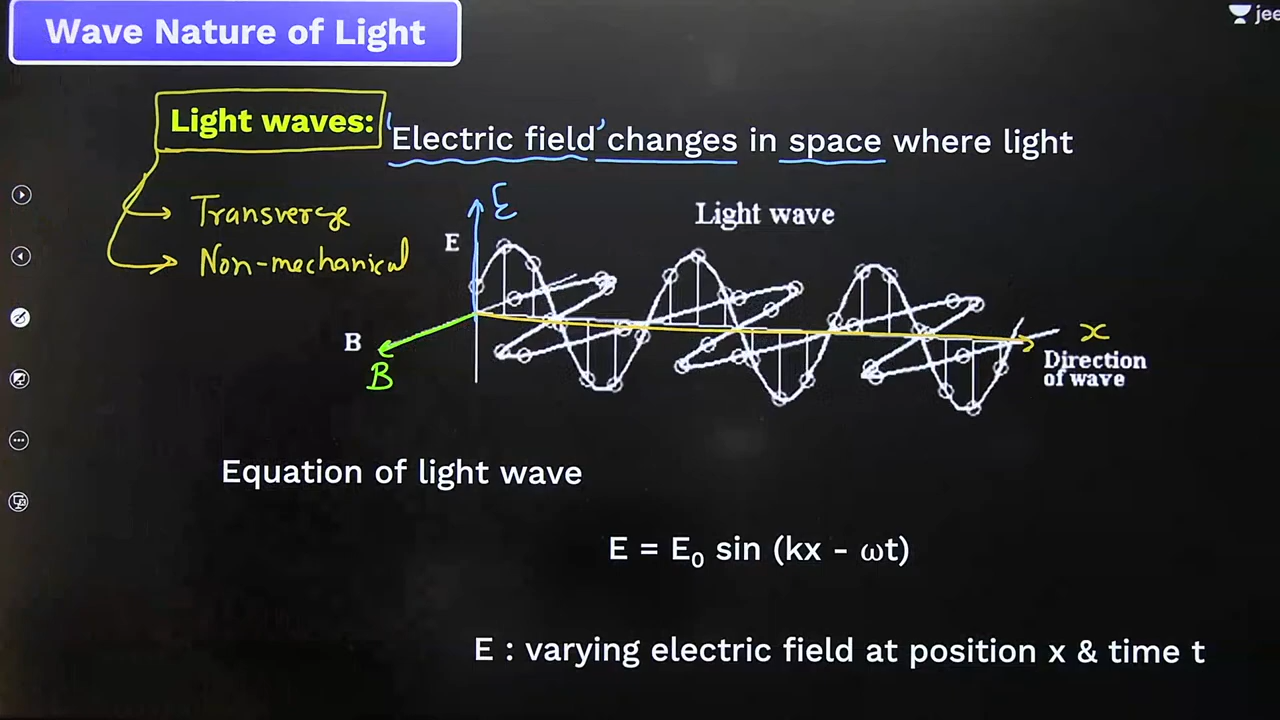 Wave Nature of Light
jee
Light waves:
'Electric field' changes in space where light
Transverse
Non-mechanical
E
E
Light wave
B
B
x
Direction
of wave
Equation of light wave
E = E₀ sin (kx - ωt)
E : varying electric field at position x & time t